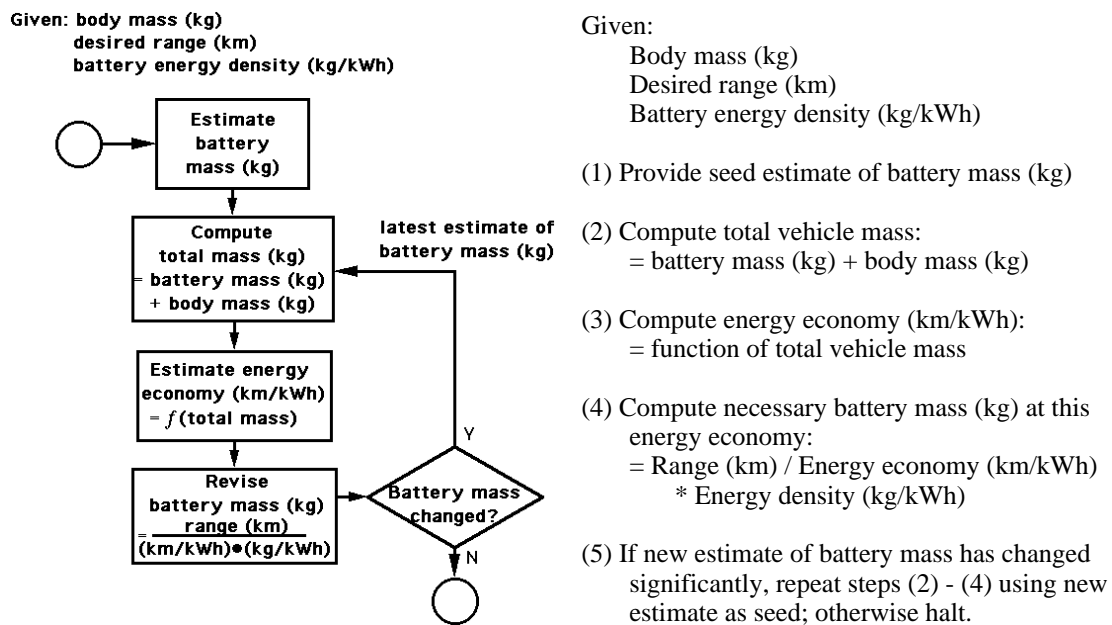 Given: body mass (kg)
desired range (km)
battery energy density (kg/kWh)
Estimate
battery
mass (kg)
Compute
total mass (kg)
= battery mass (kg)
+ body mass (kg)
latest estimate of
battery mass (kg)
Estimate energy
economy (km/kWh)
= f(total mass)
Y
Revise
battery mass (kg)
= range (km)
(km/kWh)•(kg/kWh)
Battery mass
changed?
N
Given:
Body mass (kg)
Desired range (km)
Battery energy density (kg/kWh)
(1) Provide seed estimate of battery mass (kg)
(2) Compute total vehicle mass:
= battery mass (kg) + body mass (kg)
(3) Compute energy economy (km/kWh):
= function of total vehicle mass
(4) Compute necessary battery mass (kg) at this
energy economy:
= Range (km) / Energy economy (km/kWh)
* Energy density (kg/kWh)
(5) If new estimate of battery mass has changed
significantly, repeat steps (2) - (4) using new
estimate as seed; otherwise halt.